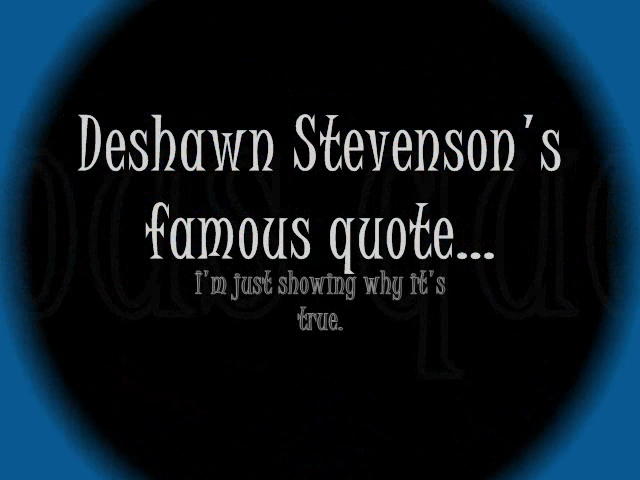 Deshawn Stevenson's
famous quote...
I'm just showing why it's
true.